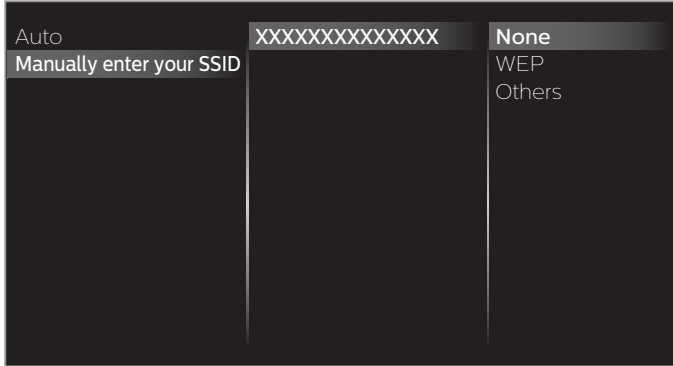 Auto
Manually enter your SSID
XXXXXXXXXXXXXX
None
WEP
Others